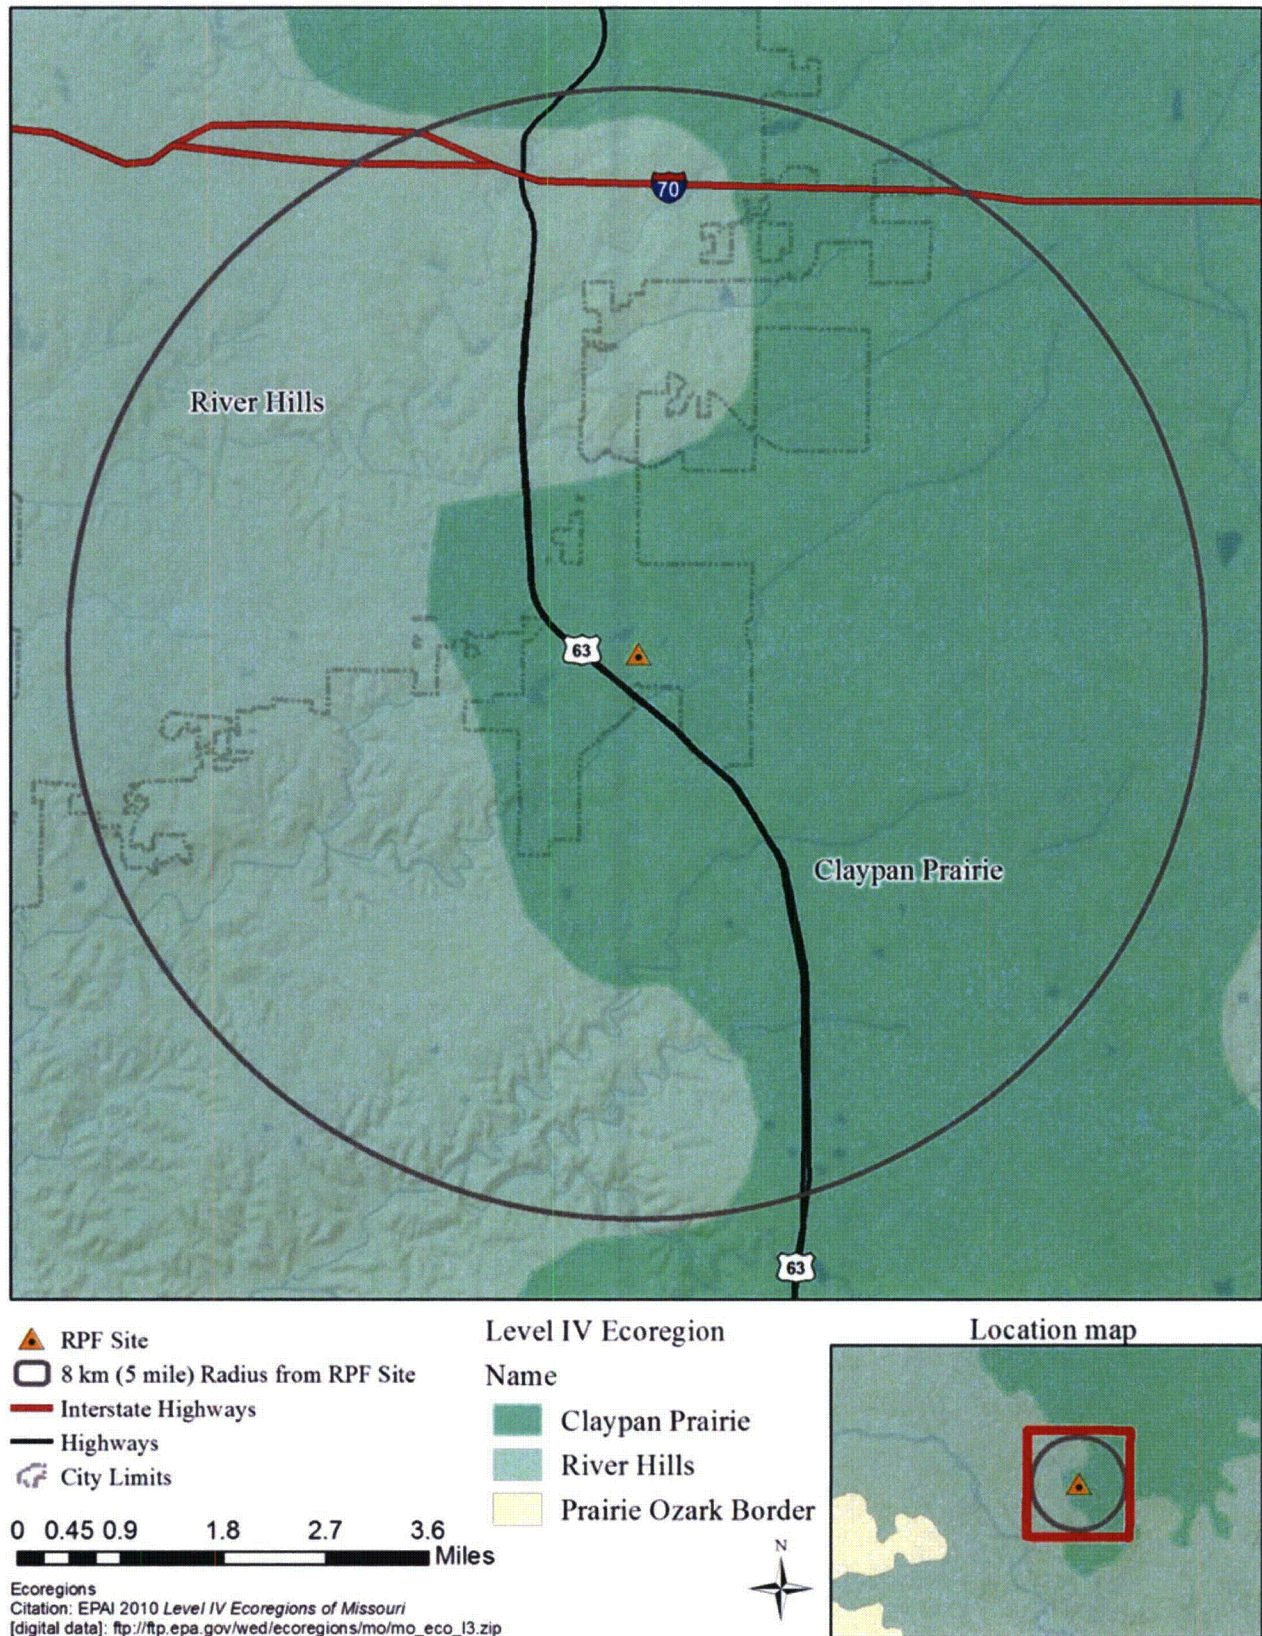 70
River Hills
63
Claypan Prairie
63
RPF Site
8 km (5 mile) Radius from RPF Site
Interstate Highways
Highways
City Limits
0 0.45 0.9 1.8 2.7 3.6
Miles
Ecoregions
Citation: EPAI 2010 Level IV Ecoregions of Missouri
[digital data]: ftp://ftp.epa.gov/wed/ecoregions/mo/mo_eco_l3.zip
Level IV Ecoregion
Name
Claypan Prairie
River Hills
Prairie Ozark Border
N
Location map